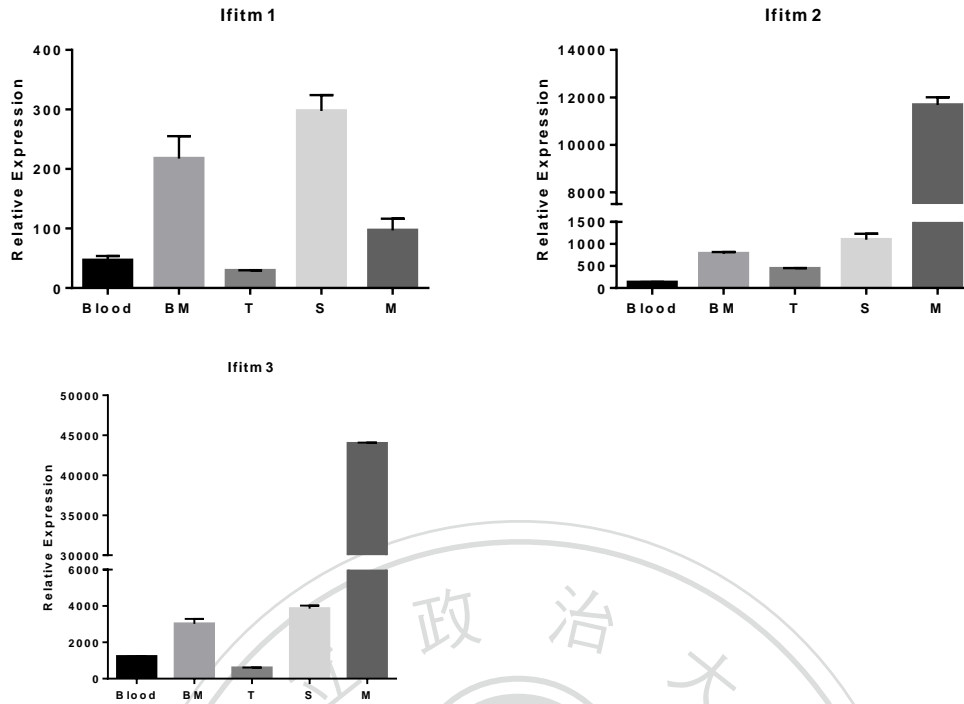 Ifitm 1
Relative Expression
400
300
200
100
0
Blood BM T S M
Ifitm 2
Relative Expression
14000
12000
10000
8000
1500
1000
500
0
Blood BM T S M
Ifitm 3
Relative Expression
50000
45000
40000
35000
30000
6000
4000
2000
0
Blood BM T S M
立 政 治 大